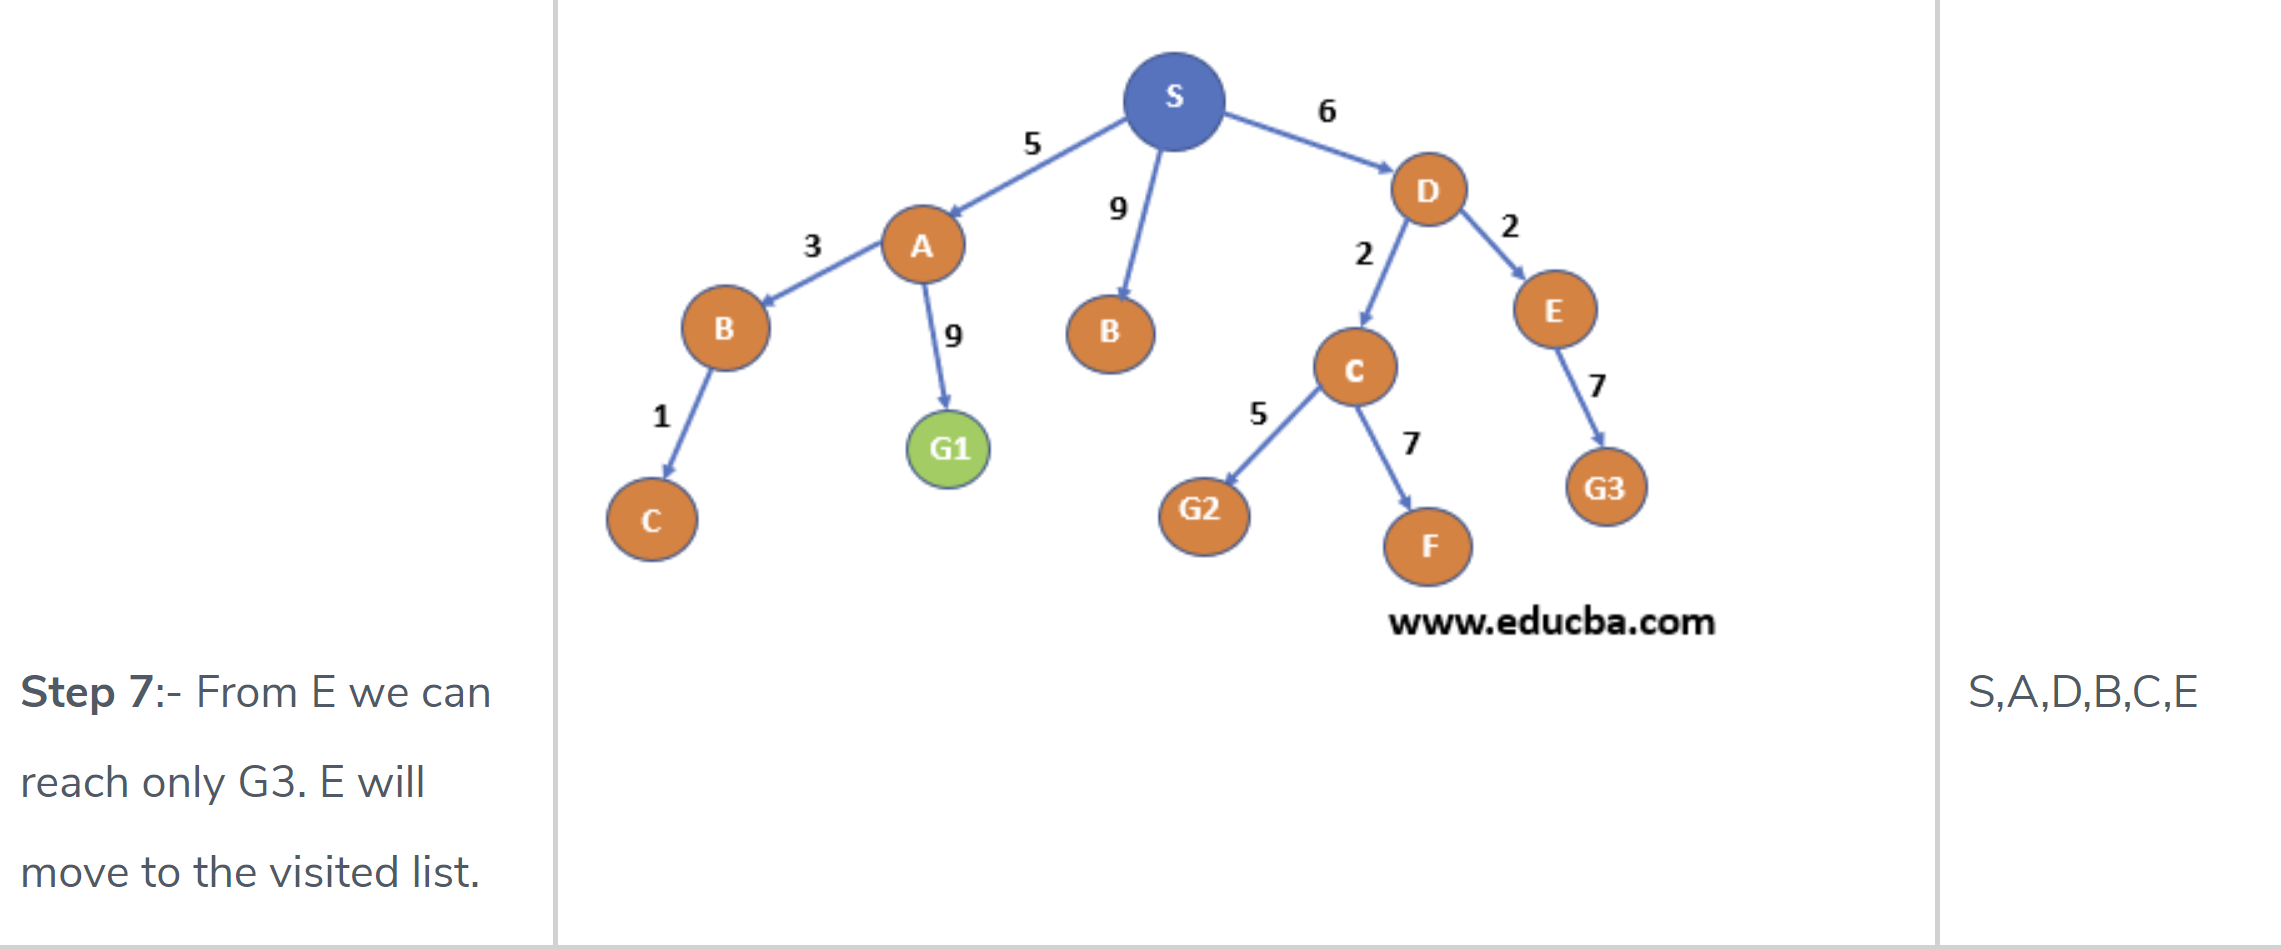 S
6
5
D
9
2
3
A
2
B
9
B
E
c
7
1
5
7
G1
C
G2
G3
F
www.educba.com
Step 7:- From E we can
reach only G3. E will
move to the visited list.
S,A,D,B,C,E